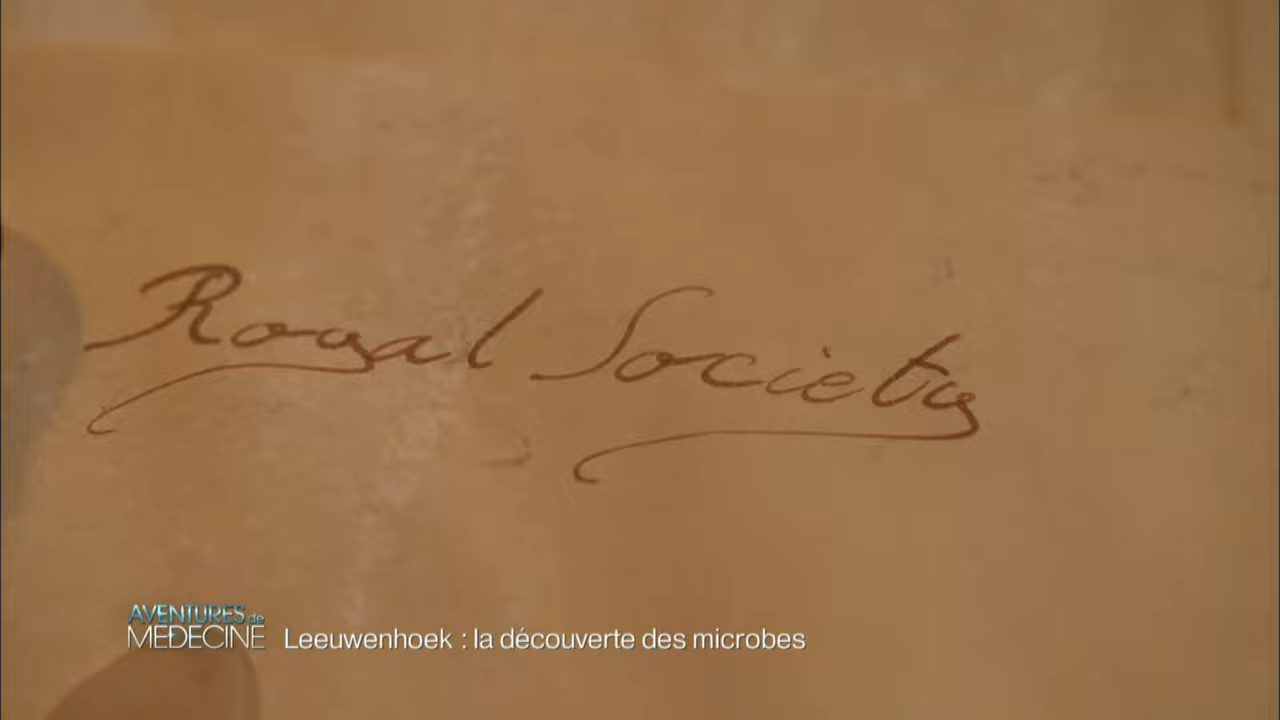 Royal Society
AVENTURES de
MEDECINE
Leeuwenhoek : la découverte des microbes